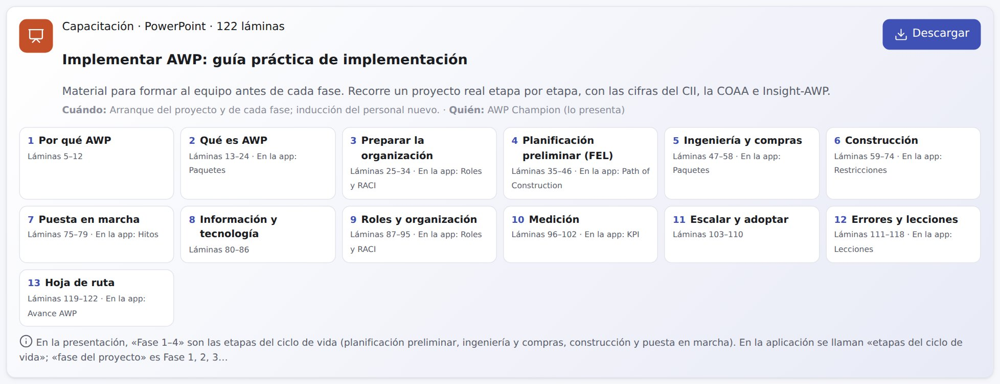 Capacitación · PowerPoint · 122 láminas
Descargar
Implementar AWP: guía práctica de implementación
Material para formar al equipo antes de cada fase. Recorre un proyecto real etapa por etapa, con las cifras del CII, la COAA e Insight-AWP.
Cuándo: Arranque del proyecto y de cada fase; inducción del personal nuevo. · Quién: AWP Champion (lo presenta)
1 Por qué AWP
Láminas 5–12
2 Qué es AWP
Láminas 13–24 · En la app:
Paquetes
3 Preparar la
organización
Láminas 25–34 · En la app: Roles
y RACI
4 Planificación
preliminar (FEL)
Láminas 35–46 · En la app: Path of
Construction
5 Ingeniería y compras
Láminas 47–58 · En la app:
Paquetes
6 Construcción
Láminas 59–74 · En la app:
Restricciones
7 Puesta en marcha
Láminas 75–79 · En la app: Hitos
8 Información y
tecnología
Láminas 80–86
9 Roles y organización
Láminas 87–95 · En la app: Roles
y RACI
10 Medición
Láminas 96–102 · En la app: KPI
11 Escalar y adoptar
Láminas 103–110
12 Errores y lecciones
Láminas 111–118 · En la app:
Lecciones
13 Hoja de ruta
Láminas 119–122 · En la app:
Avance AWP
En la presentación, «Fase 1–4» son las etapas del ciclo de vida (planificación preliminar, ingeniería y compras, construcción y puesta en marcha). En la aplicación se llaman «etapas del ciclo de
vida»; «fase del proyecto» es Fase 1, 2, 3…